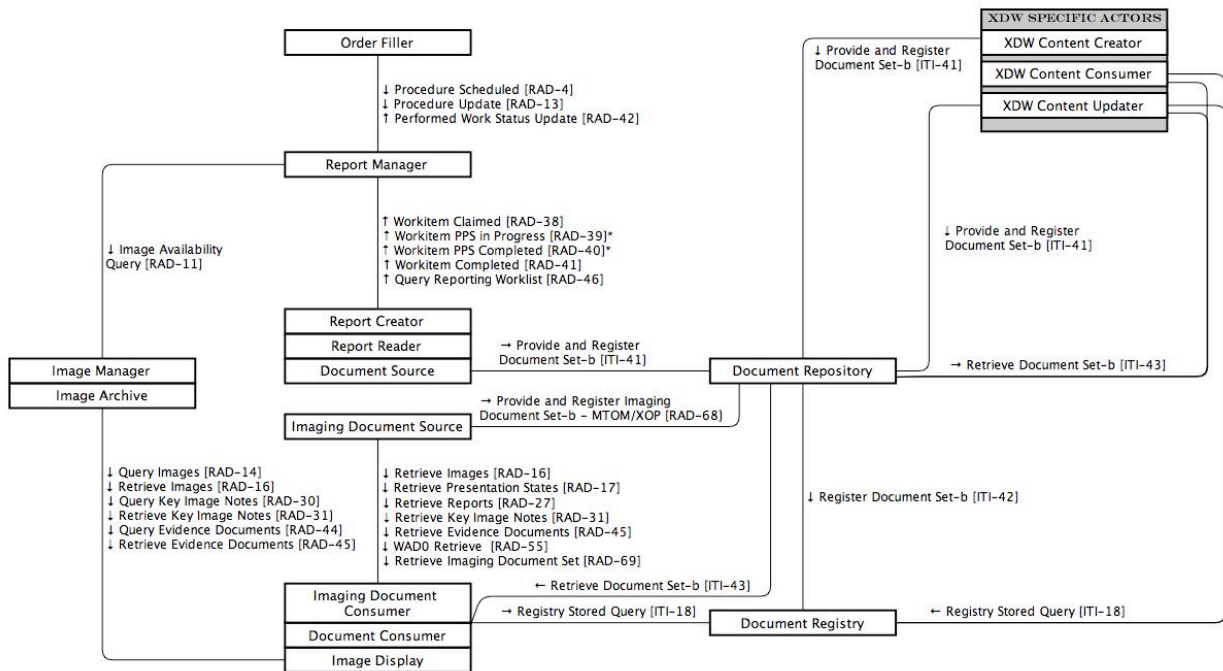 XDW SPECIFIC ACTORS
XDW Content Creator
XDW Content Consumer
XDW Content Updater
Order Filler
↓ Provide and Register
Document Set-b [ITI-41]
↓ Procedure Scheduled [RAD-4]
↓ Procedure Update [RAD-13]
↑ Performed Work Status Update [RAD-42]
Report Manager
↓ Image Availability
Query [RAD-11]
↑ Workitem Claimed [RAD-38]
↑ Workitem PPS in Progress [RAD-39]*
↑ Workitem PPS Completed [RAD-40]*
↑ Workitem Completed [RAD-41]
↑ Query Reporting Worklist [RAD-46]
↓ Provide and Register
Document Set-b [ITI-41]
Report Creator
Report Reader
Document Source
→ Provide and Register
Document Set-b [ITI-41]
Image Manager
Image Archive
Document Repository
→ Retrieve Document Set-b [ITI-43]
Imaging Document Source
→ Provide and Register Imaging
Document Set-b - MTOM/XOP [RAD-68]
↓ Query Images [RAD-14]
↓ Retrieve Images [RAD-16]
↓ Query Key Image Notes [RAD-30]
↓ Retrieve Key Image Notes [RAD-31]
↓ Query Evidence Documents [RAD-44]
↓ Retrieve Evidence Documents [RAD-45]
↓ Retrieve Images [RAD-16]
↓ Retrieve Presentation States [RAD-17]
↓ Retrieve Reports [RAD-27]
↓ Retrieve Key Image Notes [RAD-31]
↓ Retrieve Evidence Documents [RAD-45]
↓ WADO Retrieve [RAD-55]
↓ Retrieve Imaging Document Set [RAD-69]
↓ Register Document Set-b [ITI-42]
← Retrieve Document Set-b [ITI-43]
Imaging Document
Consumer
Document Consumer
Image Display
→ Registry Stored Query [ITI-18]
Document Registry
← Registry Stored Query [ITI-18]